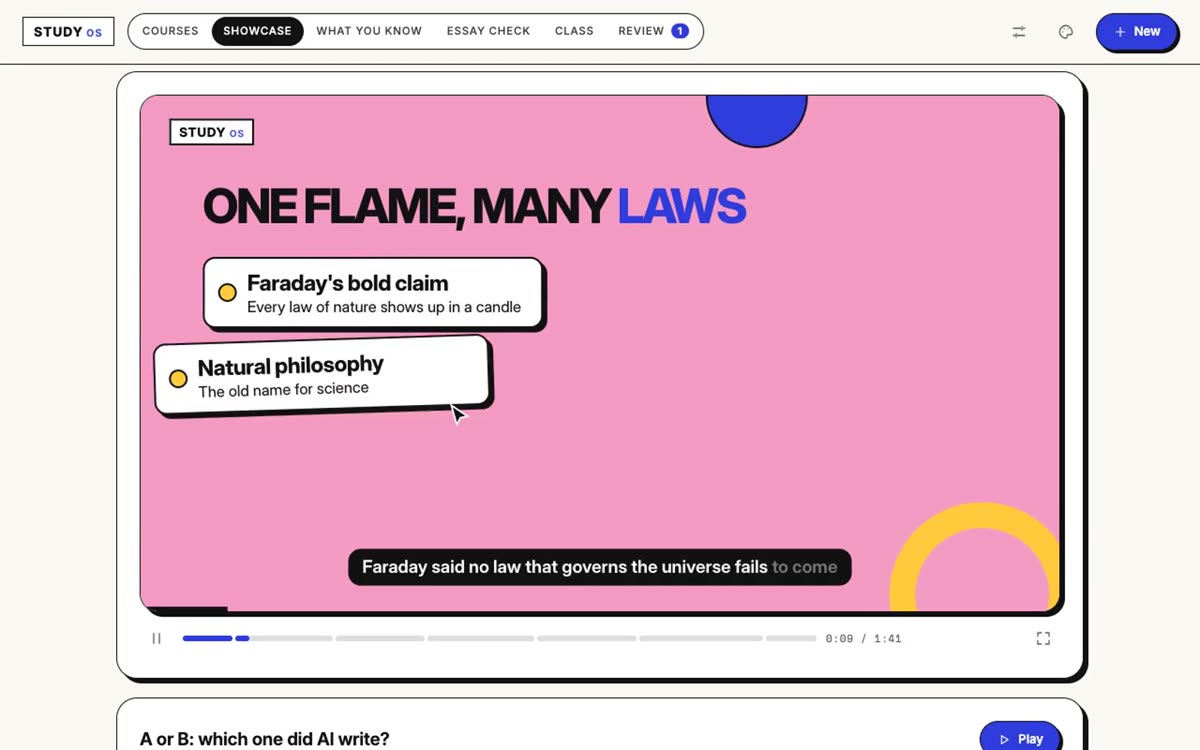 STUDY os
COURSES
SHOWCASE
WHAT YOU KNOW
ESSAY CHECK
CLASS
REVIEW 1
+ New
STUDY os
ONE FLAME, MANY LAWS
Faraday's bold claim
Every law of nature shows up in a candle
Natural philosophy
The old name for science
Faraday said no law that governs the universe fails to come
0:09 / 1:41
A or B: which one did AI write?
Play